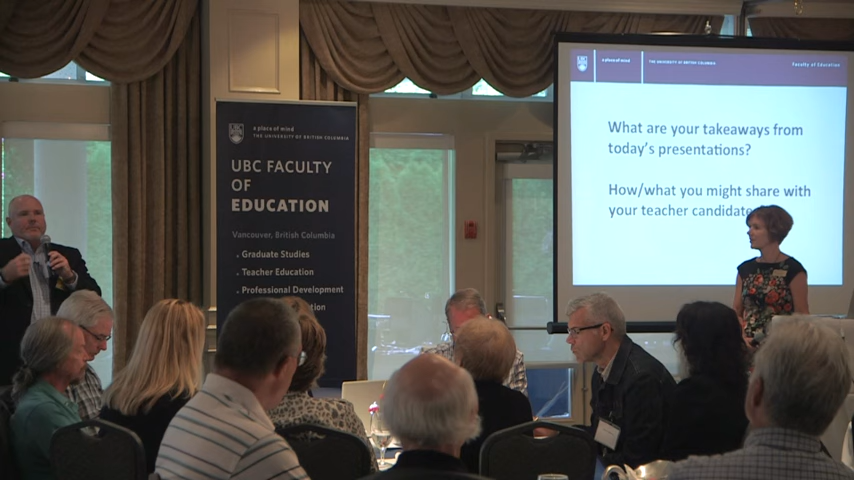 UBC
a place of mind
THE UNIVERSITY OF BRITISH COLUMBIA
UBC FACULTY
OF
EDUCATION
Vancouver, British Columbia
. Graduate Studies
. Teacher Education
. Professional Development
a place of mind
THE UNIVERSITY OF BRITISH COLUMBIA
Faculty of Education
What are your takeaways from
today's presentations?
How/what you might share with
your teacher candidate